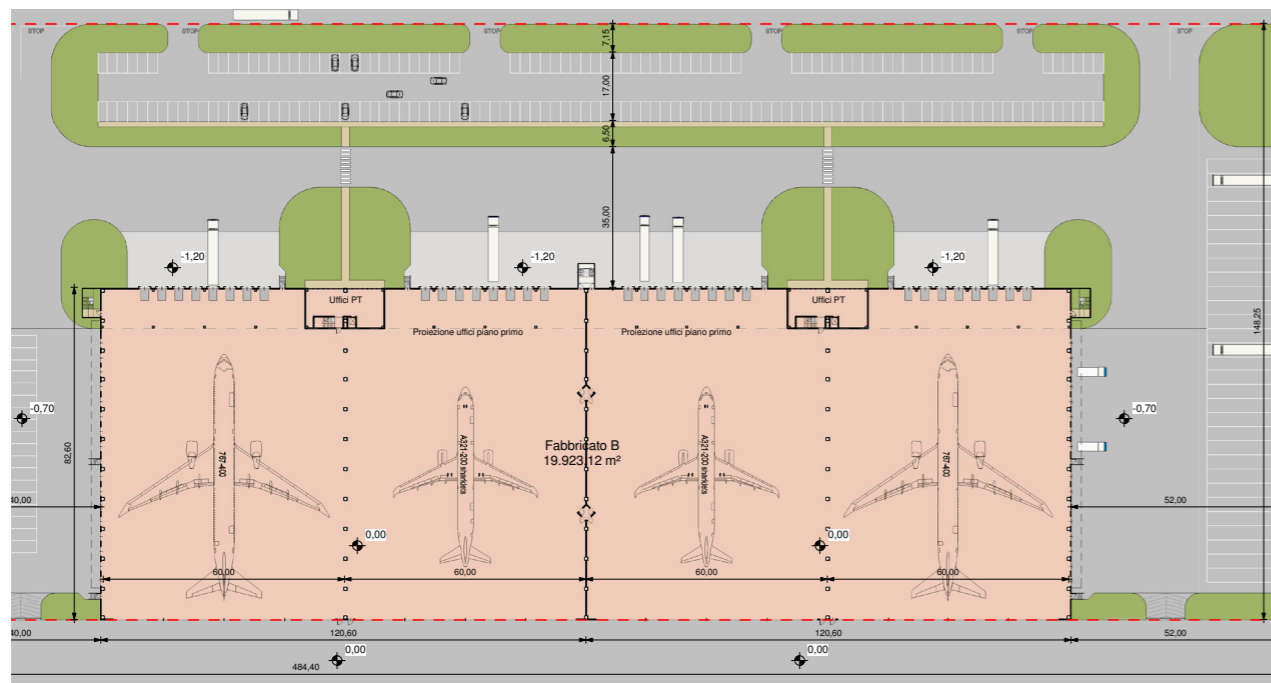 STOP
STOP
STOP
STOP
STOP
STOP
7,15
17,00
6,50
35,00
-1,20
-1,20
-1,20
Uffici PT
Uffici PT
Proiezione uffici piano primo
Proiezione uffici piano primo
148,25
-0,70
-0,70
82,60
767-400
A321-200 sharklets
Fabbricato B
19.923,12 m²
A321-200 sharklets
767-400
40,00
52,00
0,00
0,00
60,00
60,00
60,00
60,00
40,00
120,60
120,60
52,00
0,00
0,00
484,40